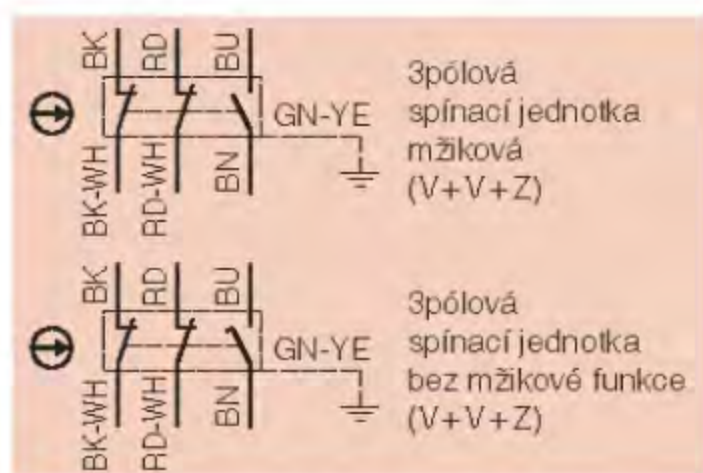 BK RD BU
3pólová
GN-YE spínací jednotka
mžiková
BK-WH RD-WH BN (V+V+Z)
BK RD BU
3pólová
GN-YE spínací jednotka
bez mžikové funkce
BK-WH RD-WH BN (V+V+Z)